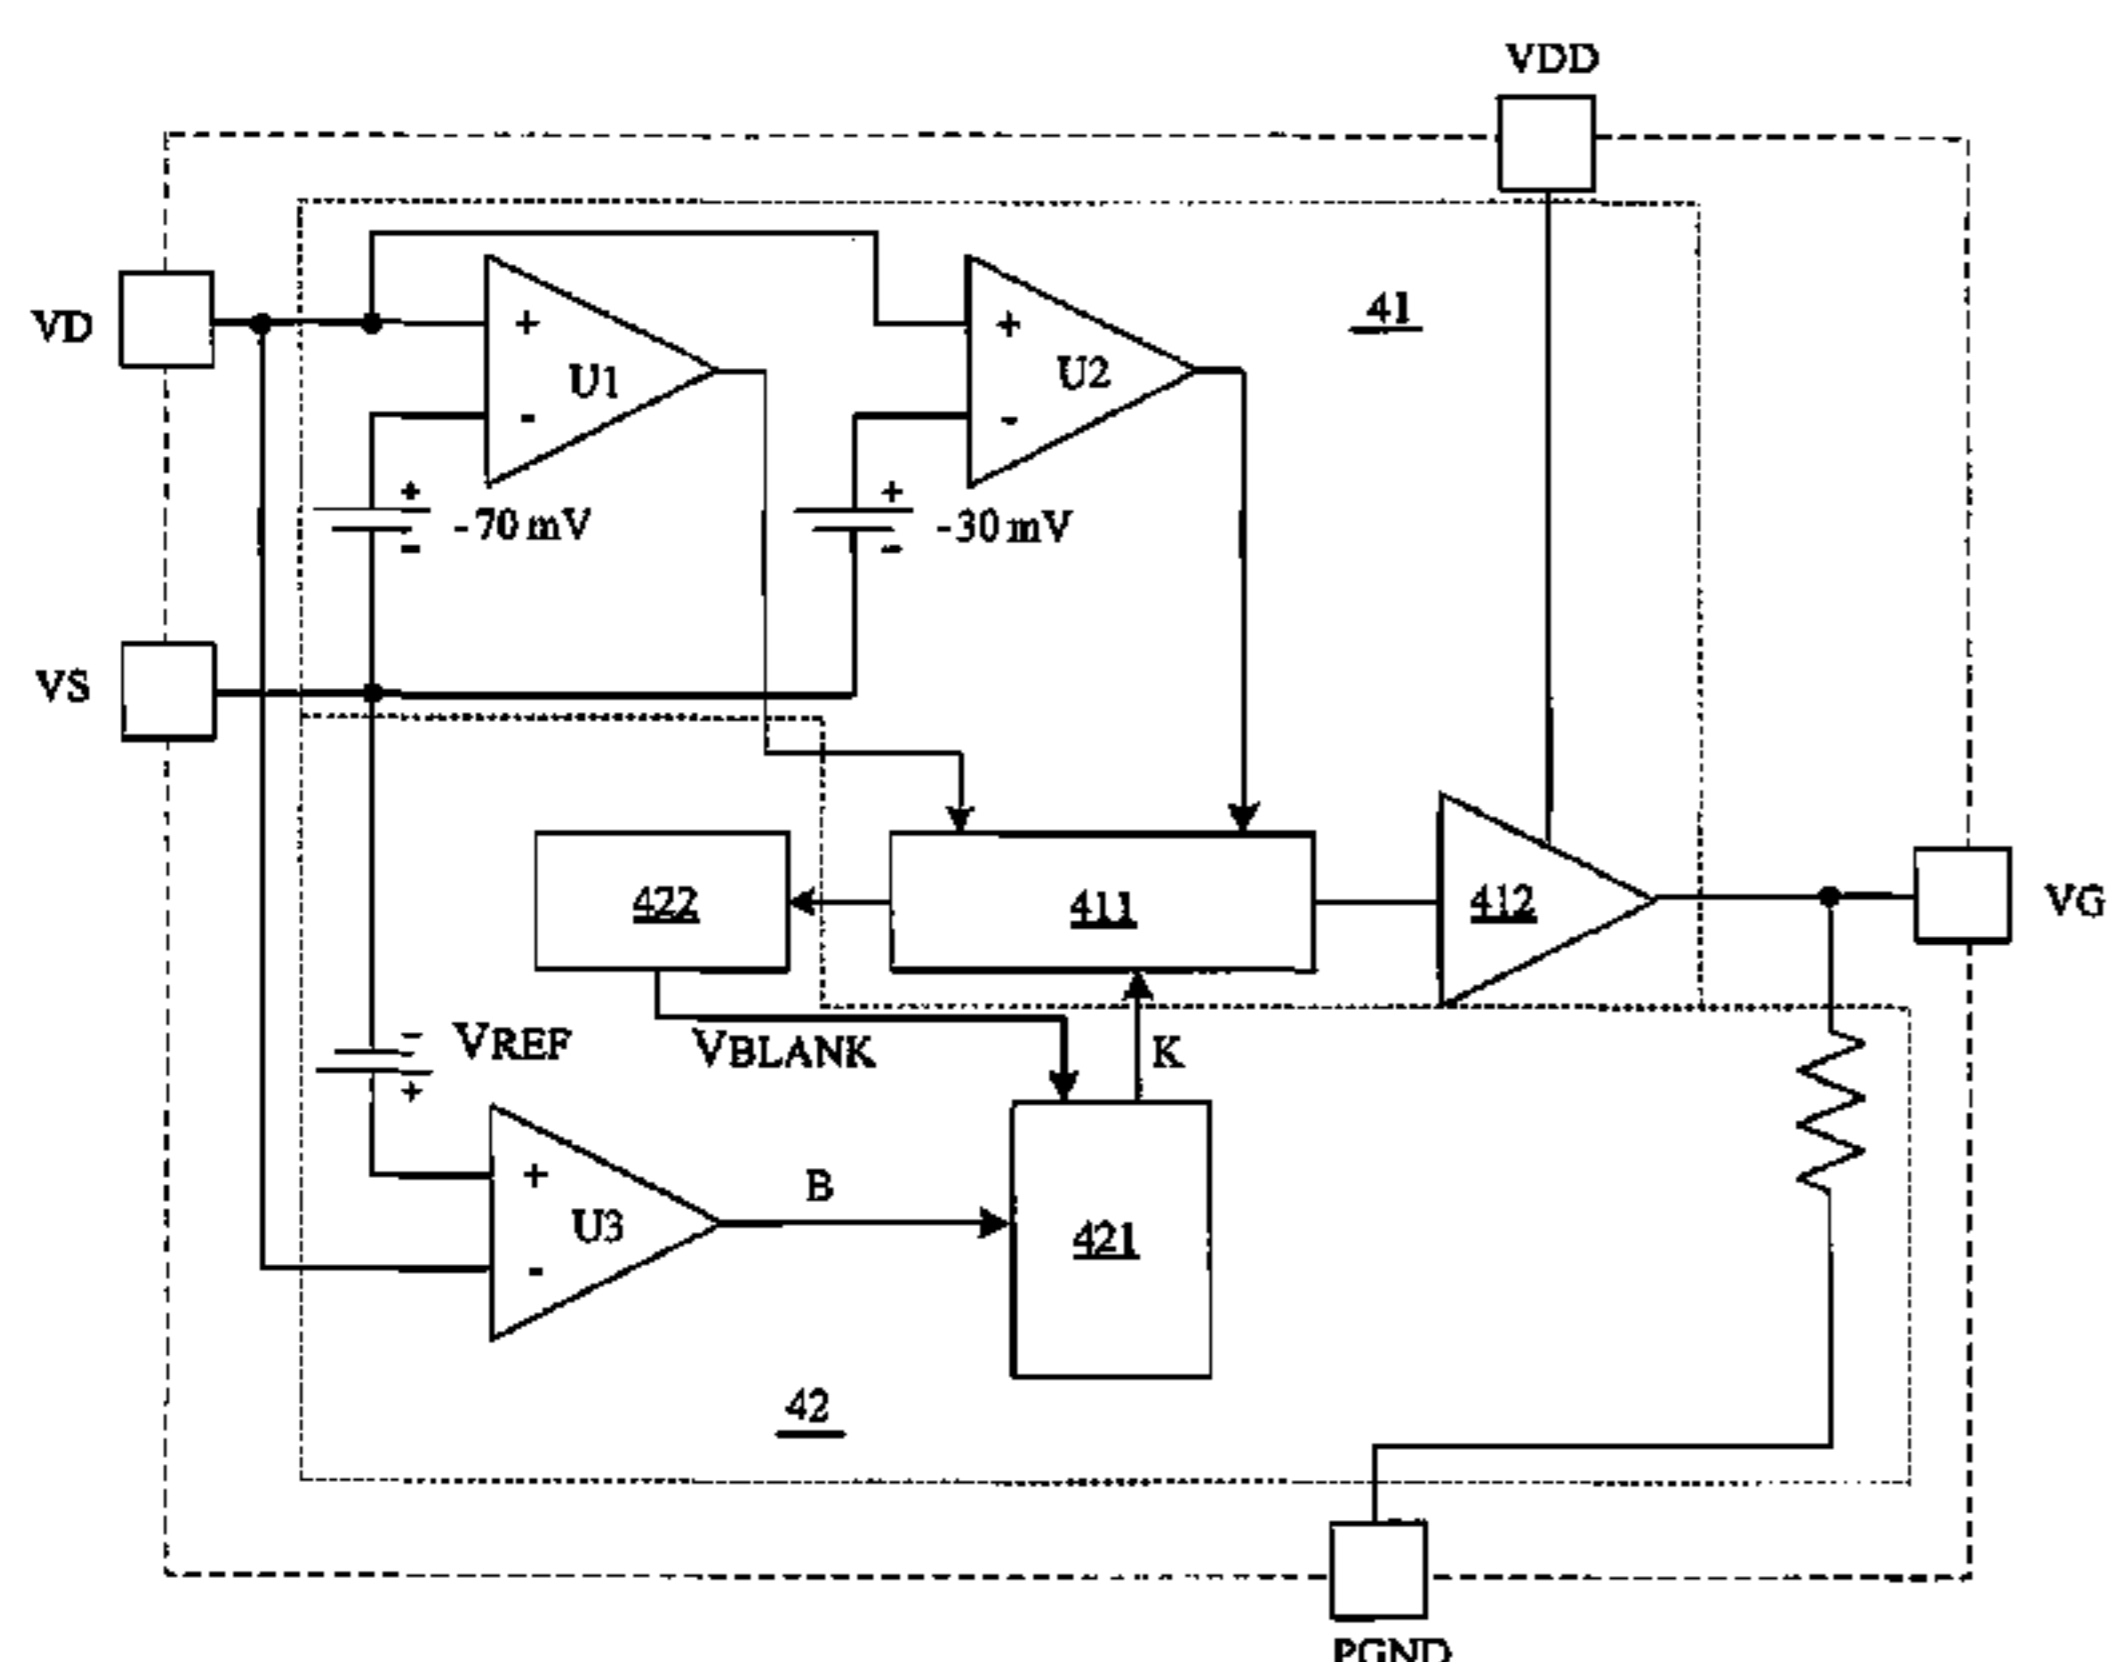 VDD
VD
+
U1
-
+
U2
-
41
+
-70 mV
-
+
-30 mV
-
VS
422
411
412
VG
-
VREF
+
VBLANK
K
+
U3
-
B
421
42
PGND